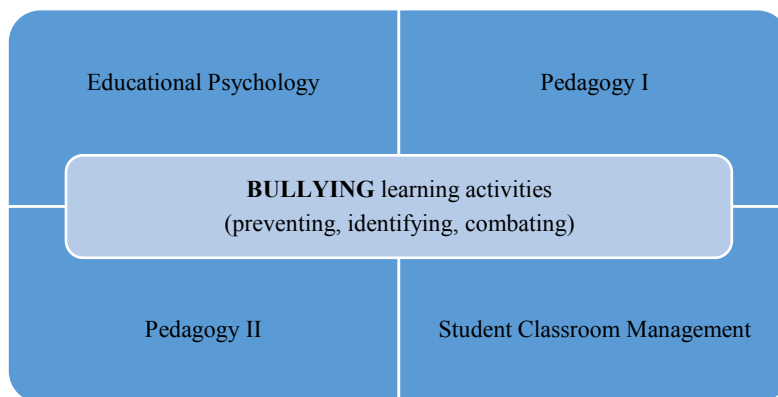 Educational Psychology
Pedagogy I
BULLYING learning activities
(preventing, identifying, combating)
Pedagogy II
Student Classroom Management